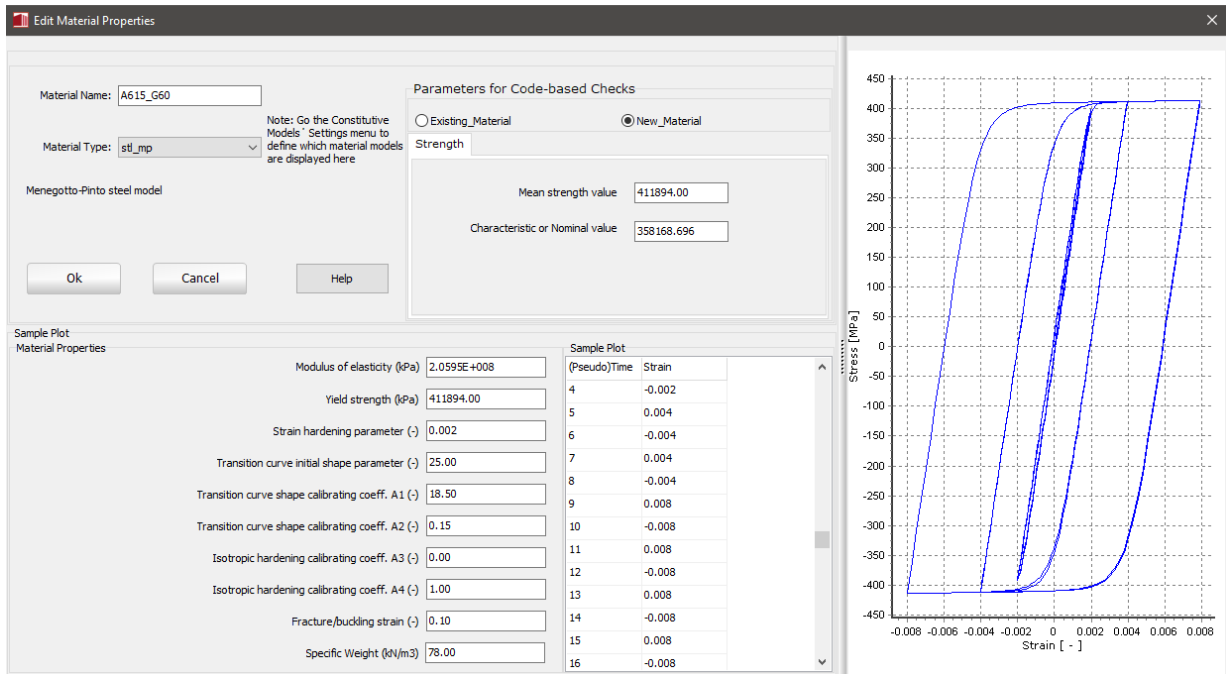 Edit Material Properties
Material Name: A615_G60
Material Type: stl_mp
Note: Go the Constitutive
Models´ Settings menu to
define which material models
are displayed here
Menegotto-Pinto steel model
Ok Cancel Help
Parameters for Code-based Checks
Existing_Material New_Material
Strength
Mean strength value 411894.00
Characteristic or Nominal value 358168.696
Sample Plot
Material Properties
Modulus of elasticity (kPa) 2.0595E+008
Yield strength (kPa) 411894.00
Strain hardening parameter (-) 0.002
Transition curve initial shape parameter (-) 25.00
Transition curve shape calibrating coeff. A1 (-) 18.50
Transition curve shape calibrating coeff. A2 (-) 0.15
Isotropic hardening calibrating coeff. A3 (-) 0.00
Isotropic hardening calibrating coeff. A4 (-) 1.00
Fracture/buckling strain (-) 0.10
Specific Weight (kN/m3) 78.00
Sample Plot
(Pseudo)Time Strain
4 -0.002
5 0.004
6 -0.004
7 0.004
8 -0.004
9 0.008
10 -0.008
11 0.008
12 -0.008
13 0.008
14 -0.008
15 0.008
16 -0.008
Stress [MPa]
450
400
350
300
250
200
150
100
50
0
-50
-100
-150
-200
-250
-300
-350
-400
-450
-0.008 -0.006 -0.004 -0.002 0 0.002 0.004 0.006 0.008
Strain [ - ]